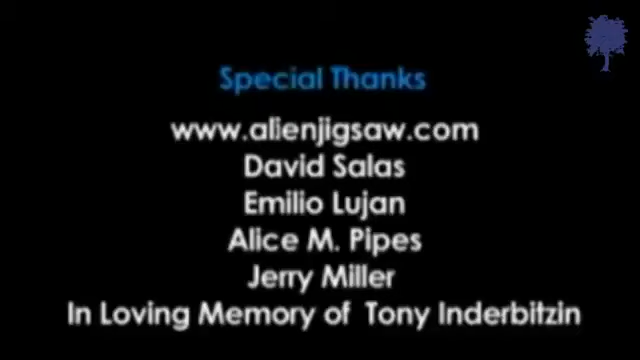 Special Thanks
www.alienjigsaw.com
David Salas
Emilio Lujan
Alice M. Pipes
Jerry Miller
In Loving Memory of Tony Inderbitzin